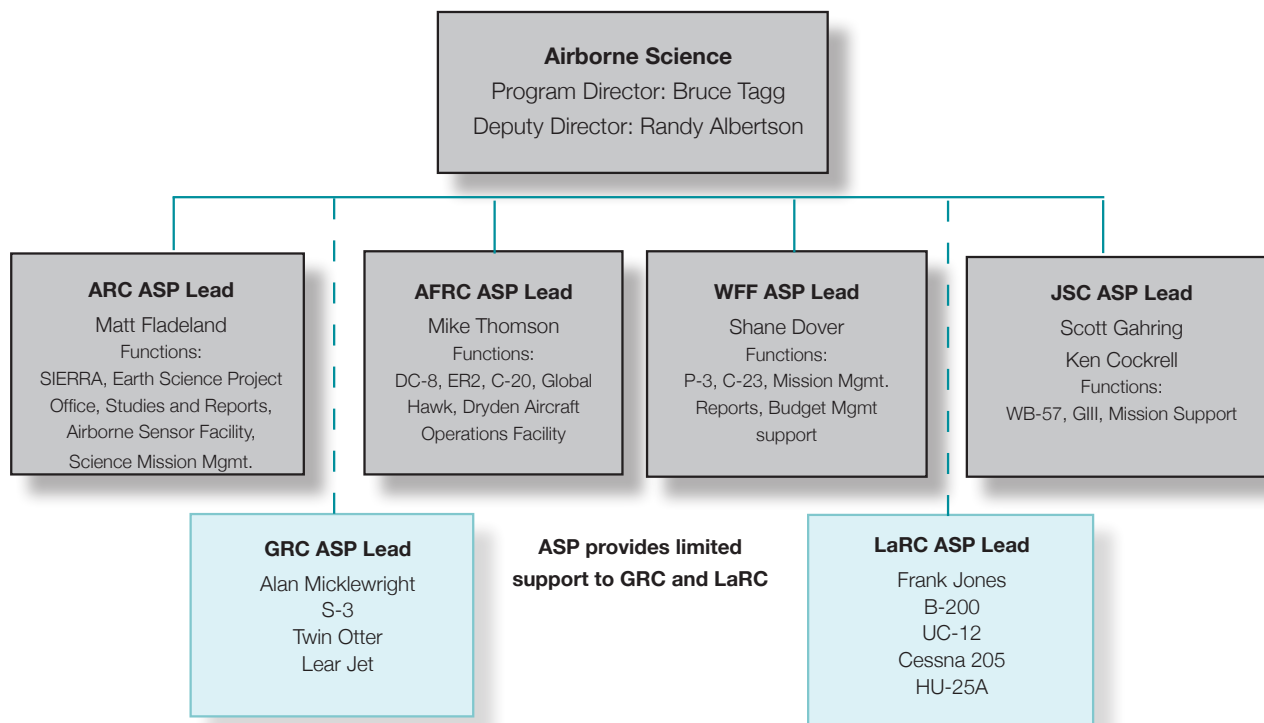 Airborne Science
Program Director: Bruce Tagg
Deputy Director: Randy Albertson
ARC ASP Lead
Matt Fladeland
Functions:
SIERRA, Earth Science Project
Office, Studies and Reports,
Airborne Sensor Facility,
Science Mission Mgmt.
AFRC ASP Lead
Mike Thomson
Functions:
DC-8, ER2, C-20, Global
Hawk, Dryden Aircraft
Operations Facility
WFF ASP Lead
Shane Dover
Functions:
P-3, C-23, Mission Mgmt.
Reports, Budget Mgmt
support
JSC ASP Lead
Scott Gahring
Ken Cockrell
Functions:
WB-57, GIII, Mission Support
GRC ASP Lead
Alan Micklewright
S-3
Twin Otter
Lear Jet
ASP provides limited
support to GRC and LaRC
LaRC ASP Lead
Frank Jones
B-200
UC-12
Cessna 205
HU-25A